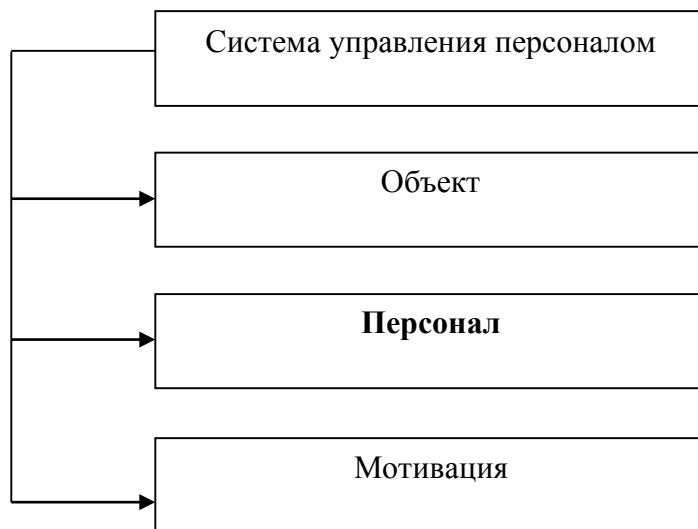 Система управления персоналом
Объект
Персонал
Мотивация